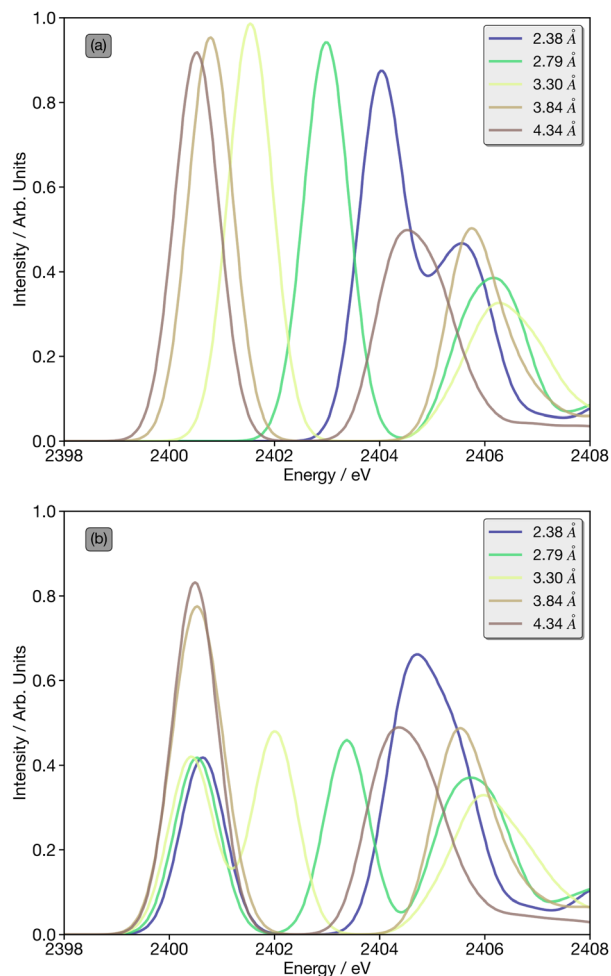 (a)
Intensity / Arb. Units
1.0
0.8
0.6
0.4
0.2
0.0
2.38 Å
2.79 Å
3.30 Å
3.84 Å
4.34 Å
2398 2400 2402 2404 2406 2408
Energy / eV
(b)
Intensity / Arb. Units
1.0
0.8
0.6
0.4
0.2
0.0
2.38 Å
2.79 Å
3.30 Å
3.84 Å
4.34 Å
2398 2400 2402 2404 2406 2408
Energy / eV